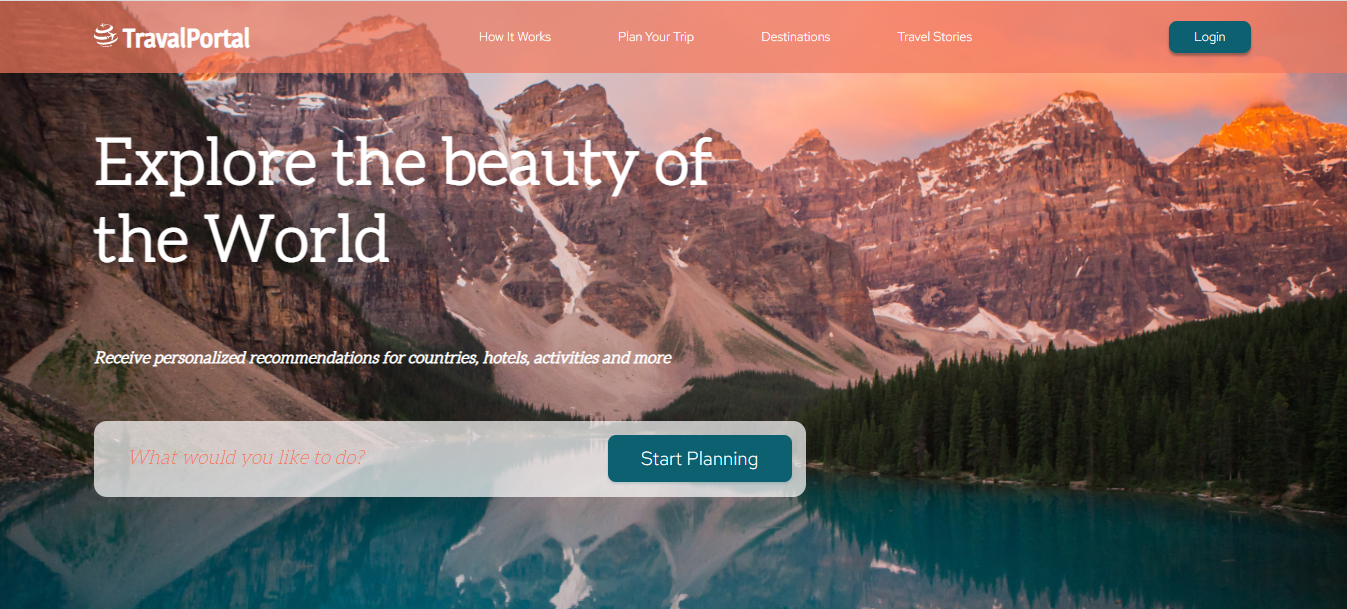 TravalPortal
How It Works
Plan Your Trip
Destinations
Travel Stories
Login
Explore the beauty of
the World
Receive personalized recommendations for countries, hotels, activities and more
What would you like to do?
Start Planning